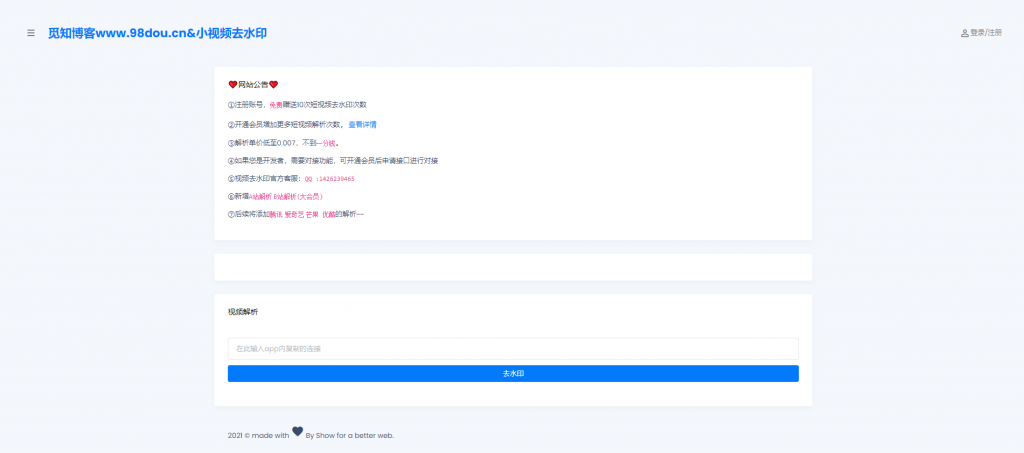 觅知博客www.98dou.cn&小视频去水印
登录/注册
网站公告
①注册账号，免费赠送10次短视频去水印次数
②开通会员增加更多短视频解析次数， 查看详情
③解析单价低至0.007，不到一分钱。
④如果您是开发者，需要对接功能，可开通会员后申请接口进行对接
⑤视频去水印官方客服：QQ :1426239465
⑥新增A站解析 B站解析(大会员)
⑦后续将添加腾讯 爱奇艺 芒果 优酷的解析~~
视频解析
在此输入app内复制的连接
去水印
2021 © made with By Show for a better web.